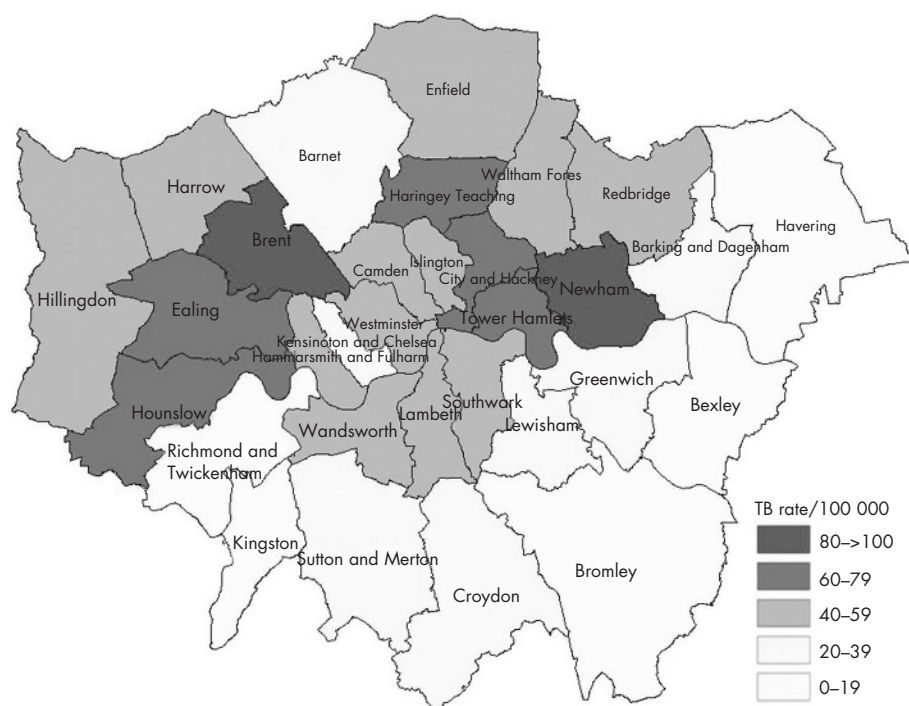 Enfield
Barnet
Waltham Fores
Haringey Teaching
Harrow
Redbridge
Havering
Brent
Barking and Dagenham
Islington
Camden
City and Hackney
Newham
Hillingdon
Ealing
Tower Hamlets
Westminster
Kensington and Chelsea
Hammarsmith and Fulharm
Greenwich
Hounslow
Southwark
Bexley
Lambeth
Lewisham
Wandsworth
Richmond and
Twickenham
Kingston
Sutton and Merton
Bromley
Croydon
TB rate/100 000
80–>100
60–79
40–59
20–39
0–19